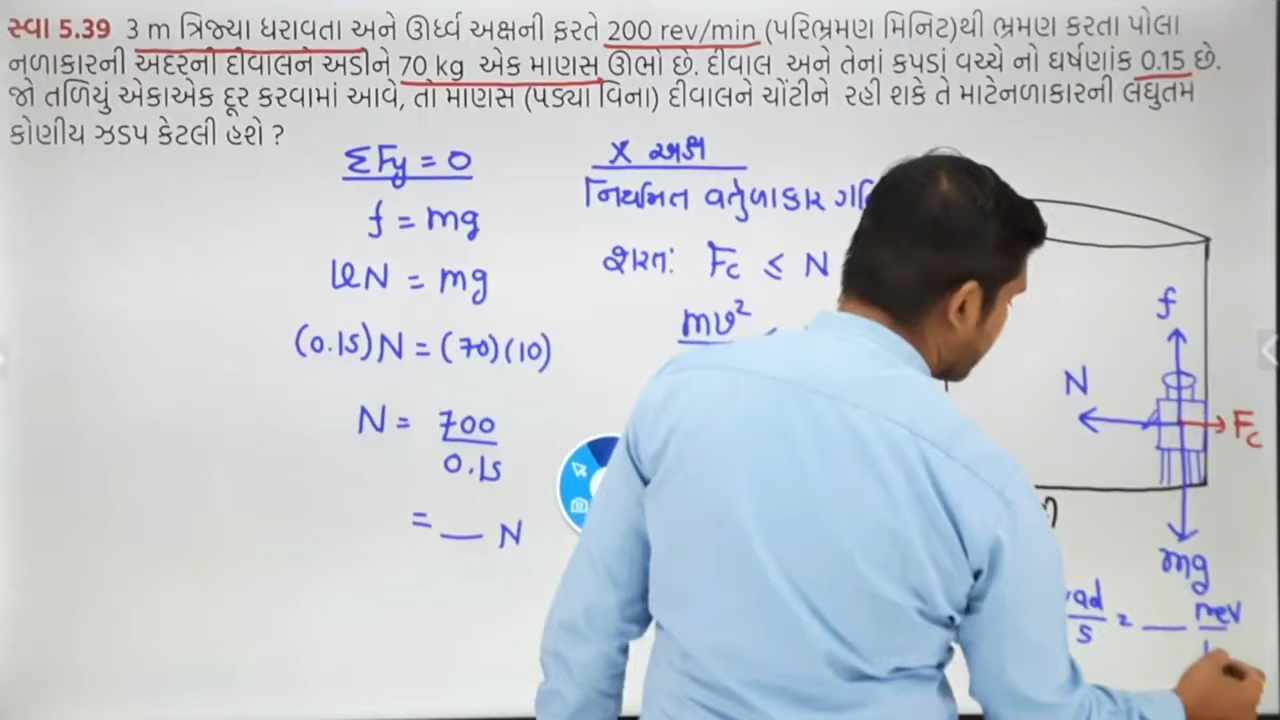 સ્વા 5.39 3 m ત્રિજ્યા ધરાવતા અને ઊર્ધ્વ અક્ષની ફરતે 200 rev/min (પરિભ્રમણ મિનિટ)થી ભ્રમણ કરતા પોલા
નળાકારની અંદરની દીવાલને અડીને 70 kg એક માણસ ઊભો છે. દીવાલ અને તેનાં કપડાં વચ્ચે નો ઘર્ષણાંક 0.15 છે.
જો તળિયું એકાએક દૂર કરવામાં આવે, તો માણસ (પડ્યા વિના) દીવાલને ચોંટીને રહી શકે તે માટેનળાકારની લઘુતમ
કોણીય ઝડપ કેટલી હશે ?
ΣFy = 0
f = mg
μN = mg
(0.15)N = (70)(10)
N = 700/0.15
= __ N
X અક્ષ
નિયમિત વર્તુળાકાર
શરત: Fc ≤ N
mv²
f
N
Fc
mg
s = __ rev